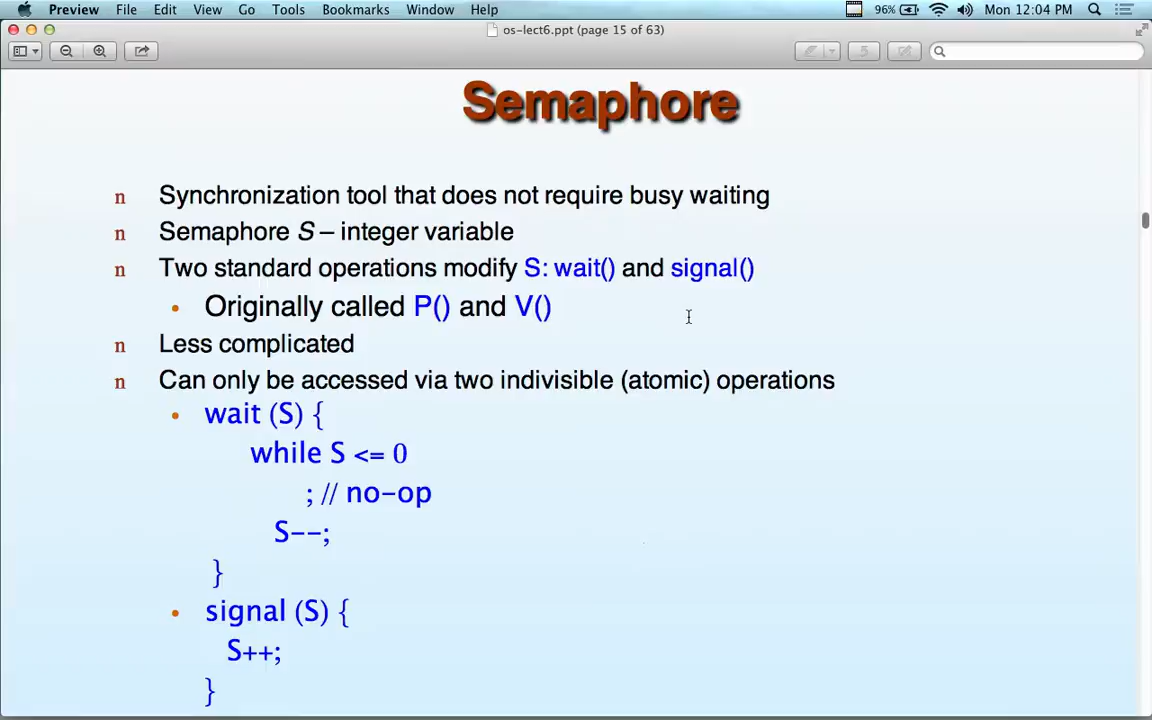 Preview File Edit View Go Tools Bookmarks Window Help 96% Mon 12:04 PM
os-lect6.ppt (page 15 of 63)
Semaphore
n Synchronization tool that does not require busy waiting
n Semaphore S – integer variable
n Two standard operations modify S: wait() and signal()
• Originally called P() and V()
n Less complicated
n Can only be accessed via two indivisible (atomic) operations
• wait (S) {
while S <= 0
; // no-op
S--;
}
• signal (S) {
S++;
}